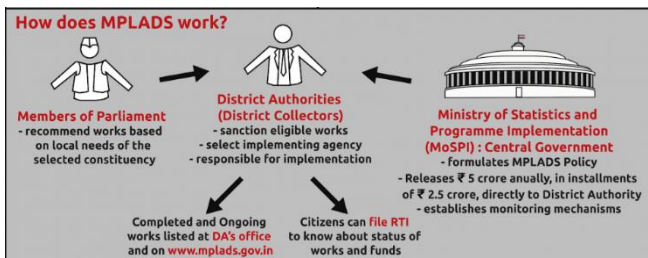 How does MPLADS work?
Members of Parliament
- recommend works based
on local needs of the
selected constituency
District Authorities
(District Collectors)
- sanction eligible works
- select implementing agency
- responsible for implementation
Ministry of Statistics and
Programme Implementation
(MoSPI) : Central Government
- formulates MPLADS Policy
- Releases ₹ 5 crore anually, in installments
of ₹ 2.5 crore, directly to District Authority
- establishes monitoring mechanisms
Completed and Ongoing
works listed at DA's office
and on www.mplads.gov.in
Citizens can file RTI
to know about status of
works and funds